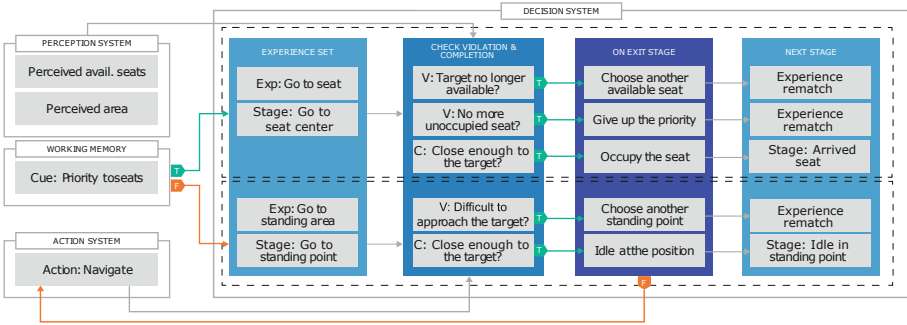 DECISION SYSTEM
PERCEPTION SYSTEM
Perceived avail. seats
Perceived area
WORKING MEMORY
Cue: Priority toseats
T
F
ACTION SYSTEM
Action: Navigate
EXPERIENCE SET
Exp: Go to seat
Stage: Go to
seat center
Exp: Go to
standing area
Stage: Go to
standing point
CHECK VIOLATION &
COMPLETION
V: Target no longer
available?
T
V: No more
unoccupied seat?
T
C: Close enough to
the target?
T
V: Difficult to
approach the target?
T
C: Close enough to
the target?
T
ON EXIT STAGE
Choose another
available seat
Give up the priority
Occupy the seat
Choose another
standing point
Idle atthe position
F
NEXT STAGE
Experience
rematch
Experience
rematch
Stage: Arrived
seat
Experience
rematch
Stage: Idle in
standing point